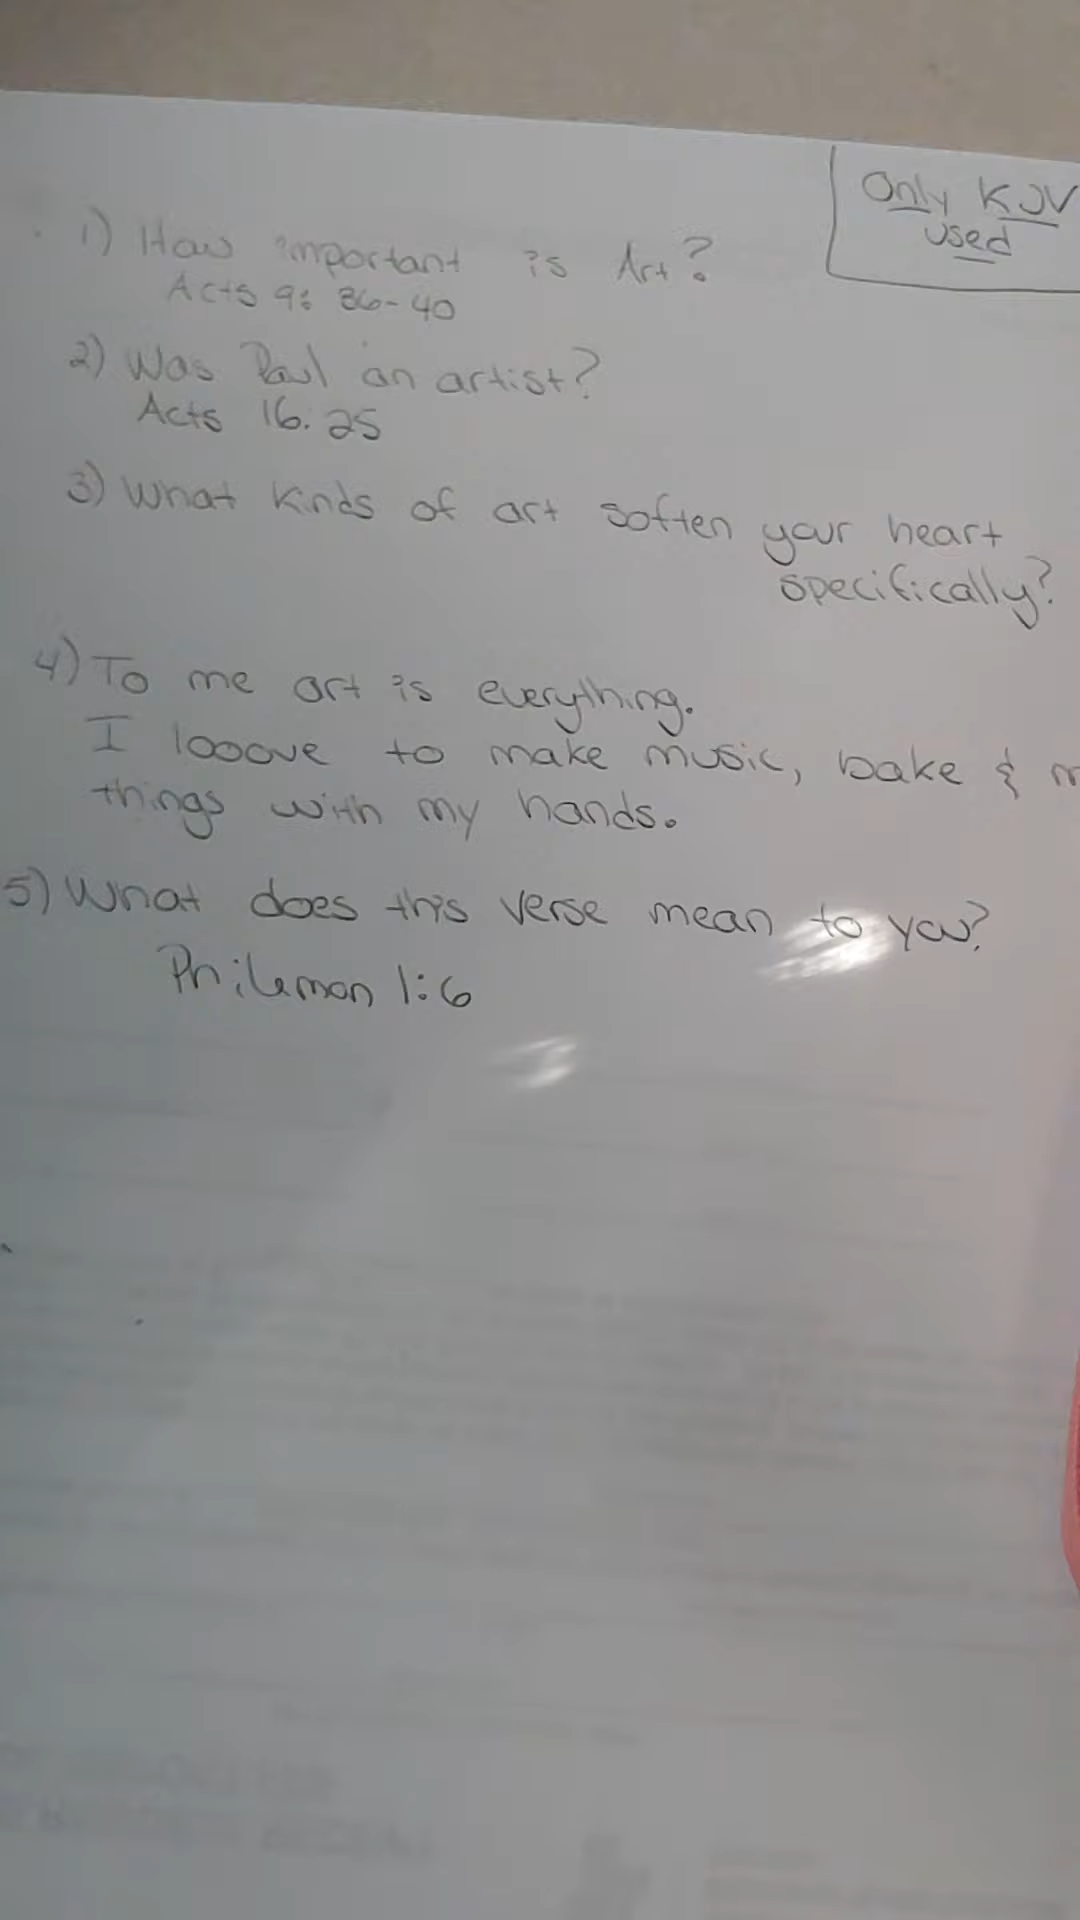 Only KJV
used
1) How important is Art?
Acts 9: 36-40
2) Was Paul an artist?
Acts 16:25
3) What kinds of art soften your heart
specifically?
4) To me art is everything.
I looove to make music, bake &
things with my hands.
5) What does this verse mean to you?
Philemon 1:6